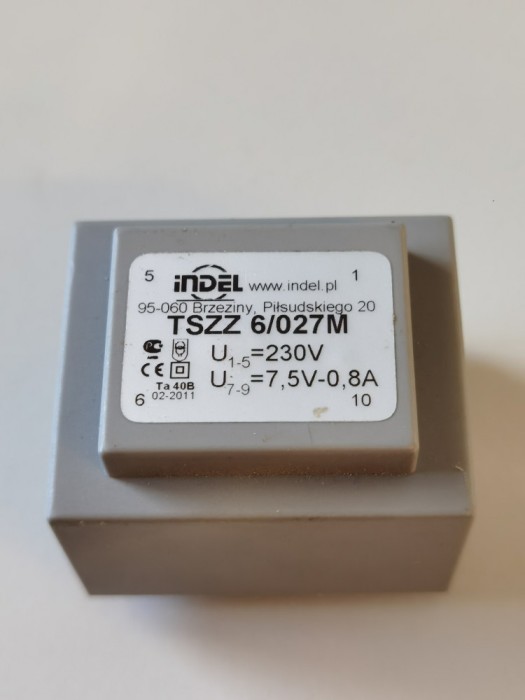 5 INDEL www.indel.pl 1
95-060 Brzeziny, Piłsudskiego 20
TSZZ 6/027M
U1-5=230V
CE
U7-9=7,5V-0,8A
Ta 40B
6 02-2011 10